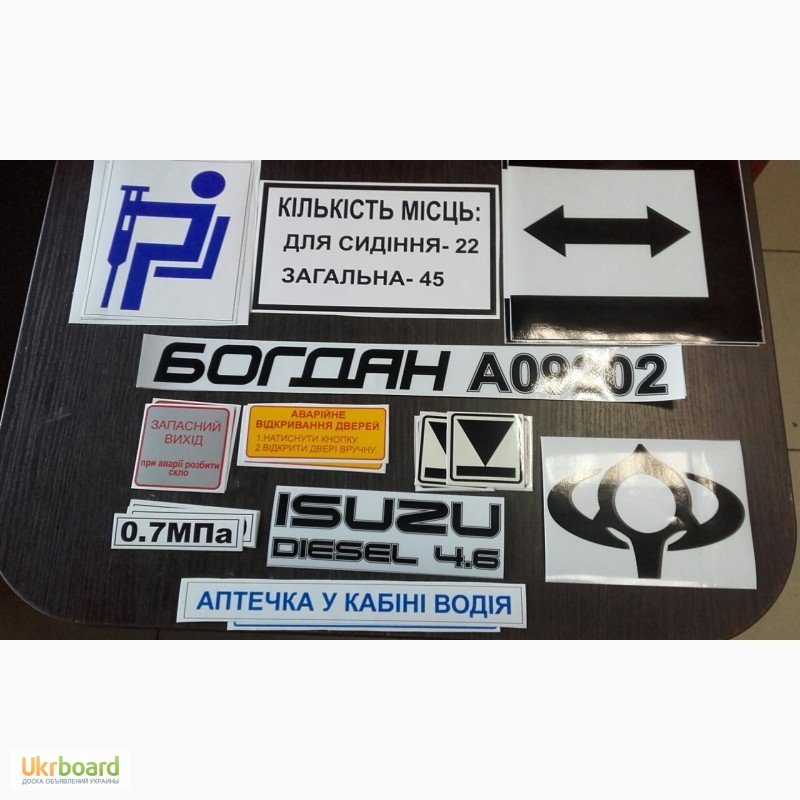 КІЛЬКІСТЬ МІСЦЬ:
ДЛЯ СИДІННЯ- 22
ЗАГАЛЬНА- 45
БОГДАН А09202
ЗАПАСНИЙ
ВИХІД
при аварії розбити
скло
АВАРІЙНЕ
ВІДКРИВАННЯ ДВЕРЕЙ
1.НАТИСНУТИ КНОПКУ.
2.ВІДКРИТИ ДВЕРІ ВРУЧНУ.
0.7МПа
ISUZU
DIESEL 4.6
АПТЕЧКА У КАБІНІ ВОДІЯ
Ukrboard
ДОСКА ОБЪЯВЛЕНИЙ УКРАИНЫ